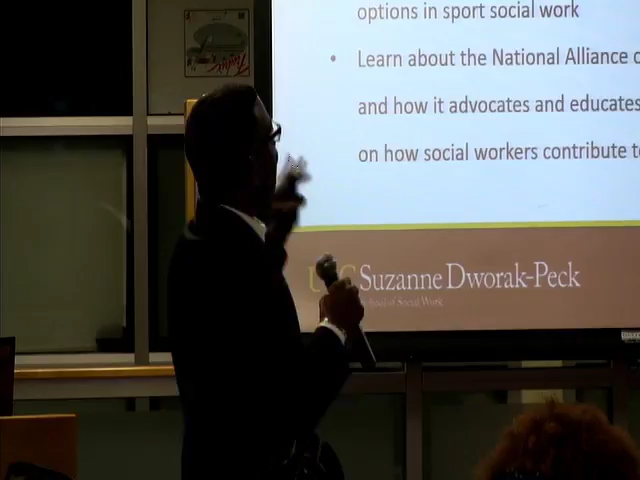 options in sport social work
• Learn about the National Alliance
and how it advocates and educates
on how social workers contribute
Suzanne Dworak-Peck
School of Social Work